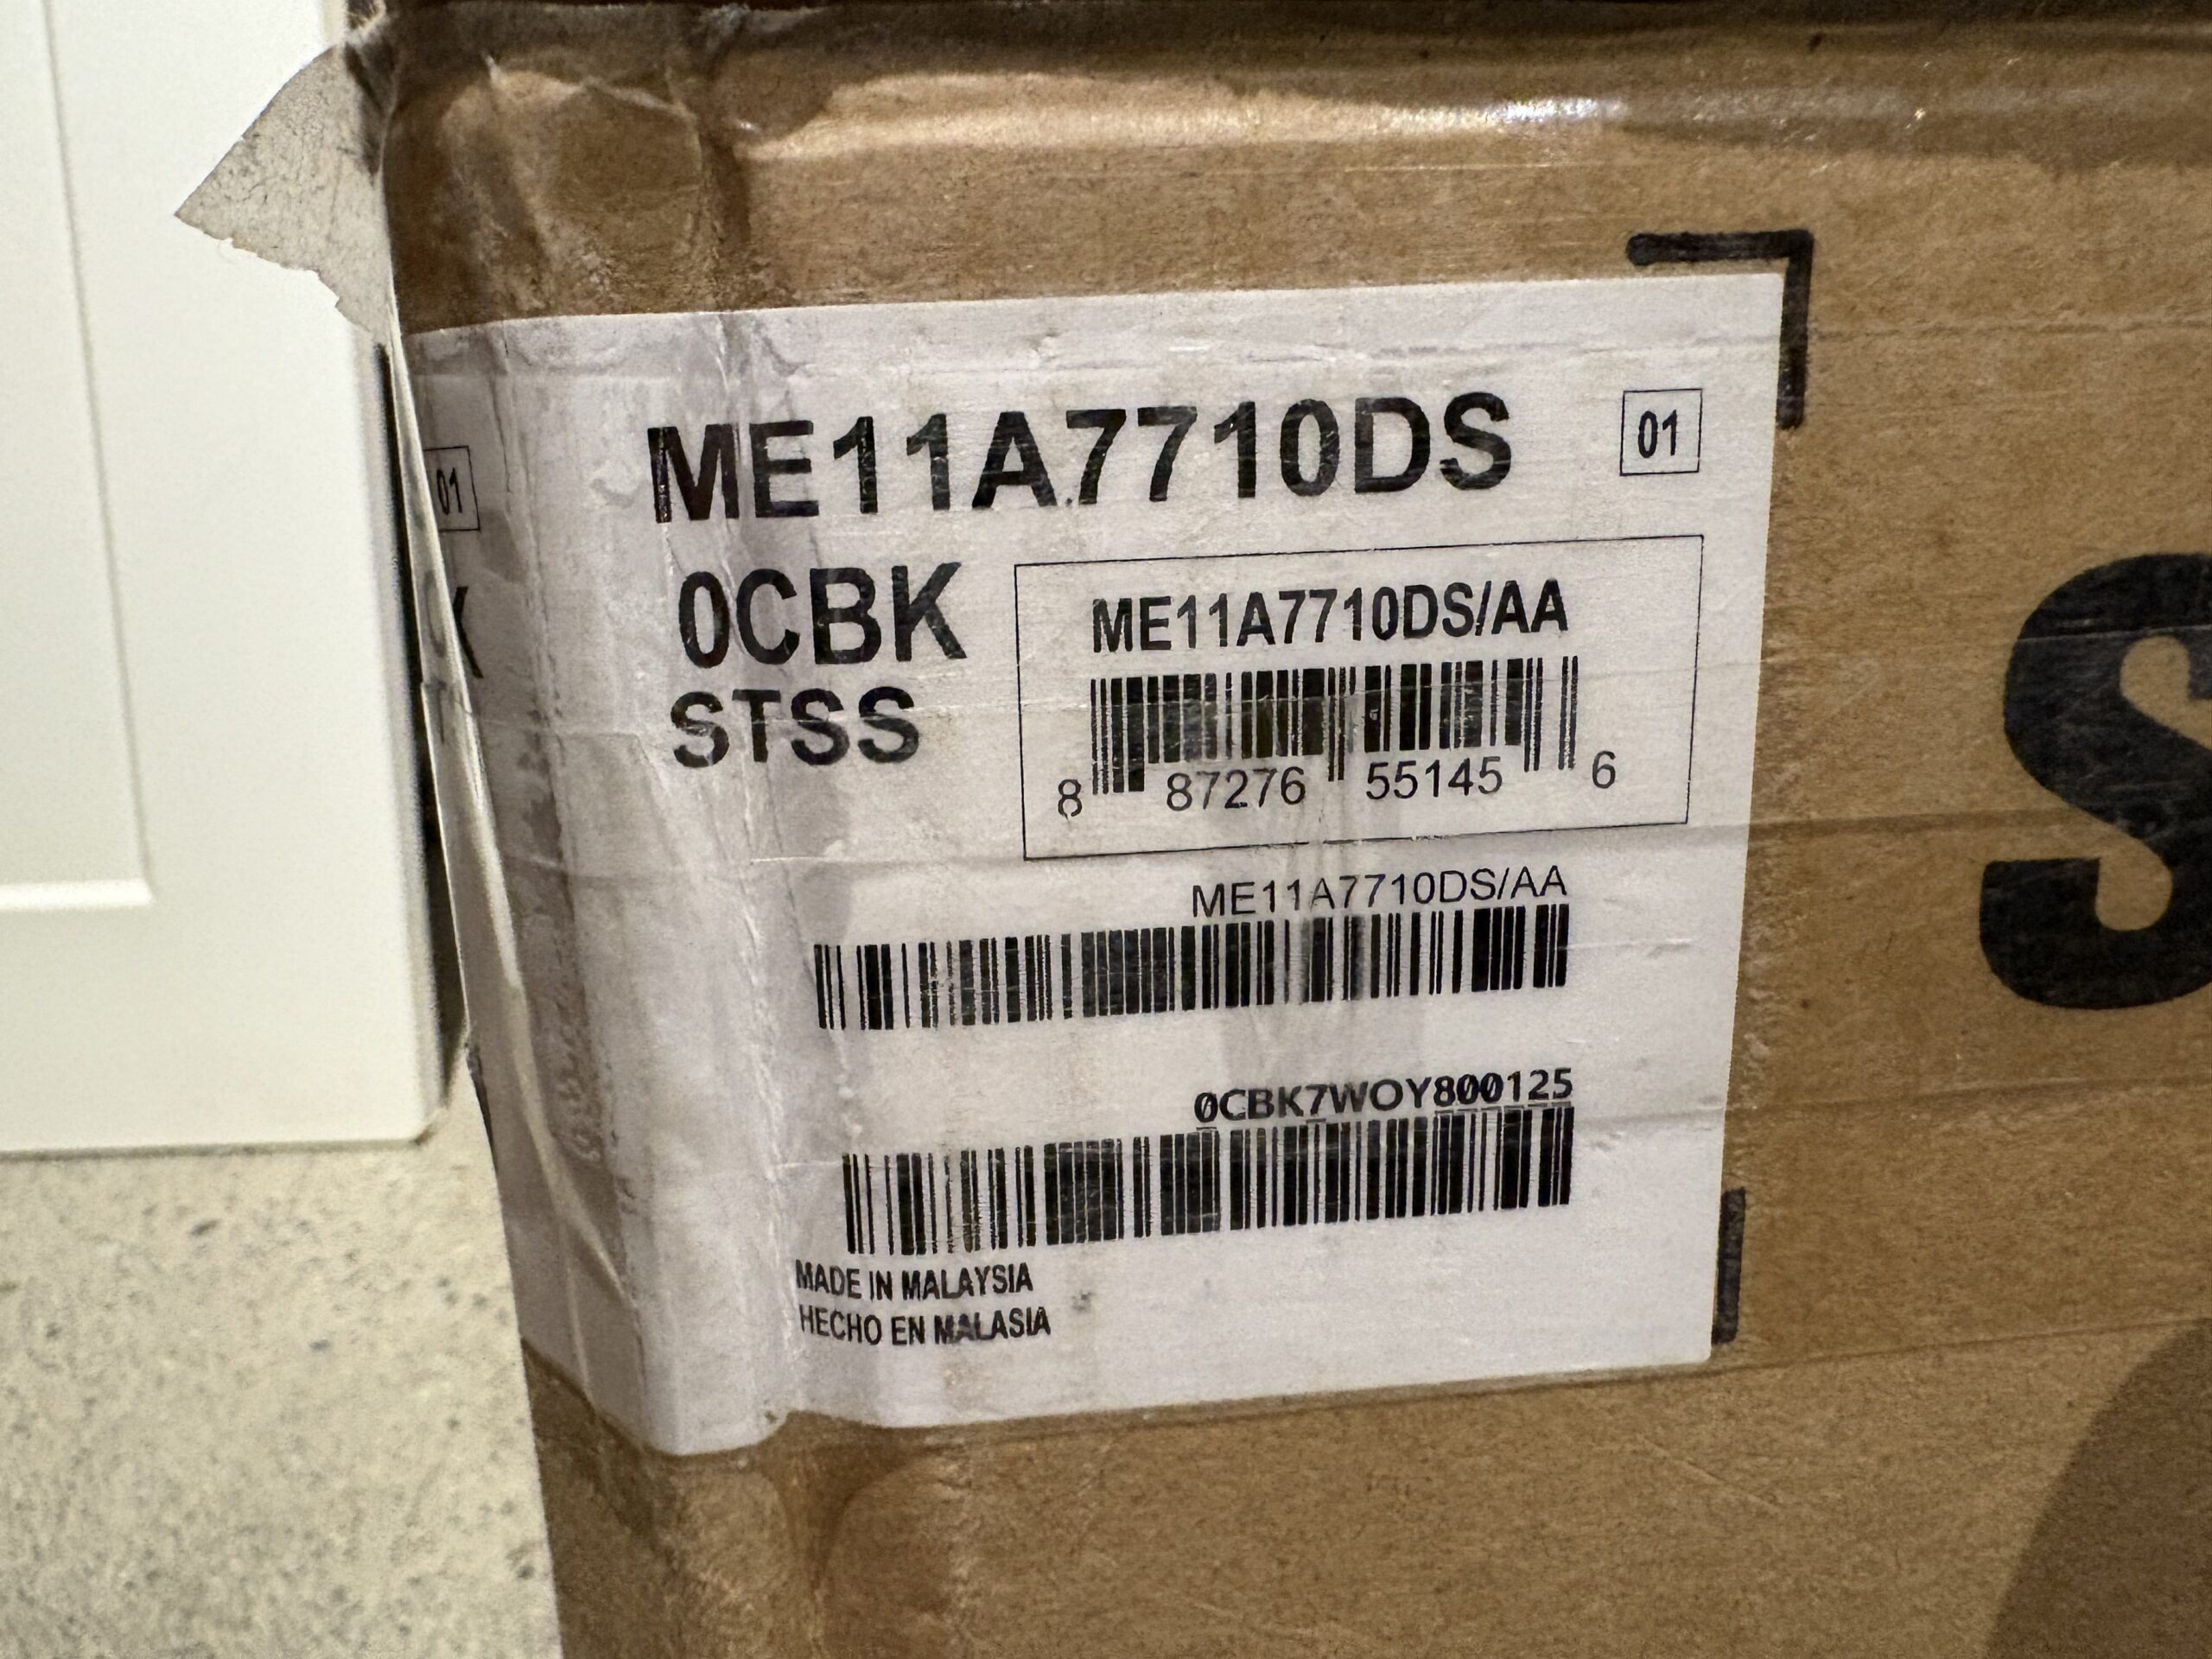 ME11A7710DS
01
01
0CBK
STSS
ME11A7710DS/AA
8 87276 55145 6
ME11A7710DS/AA
0CBK7WOY800125
MADE IN MALAYSIA
HECHO EN MALASIA
S